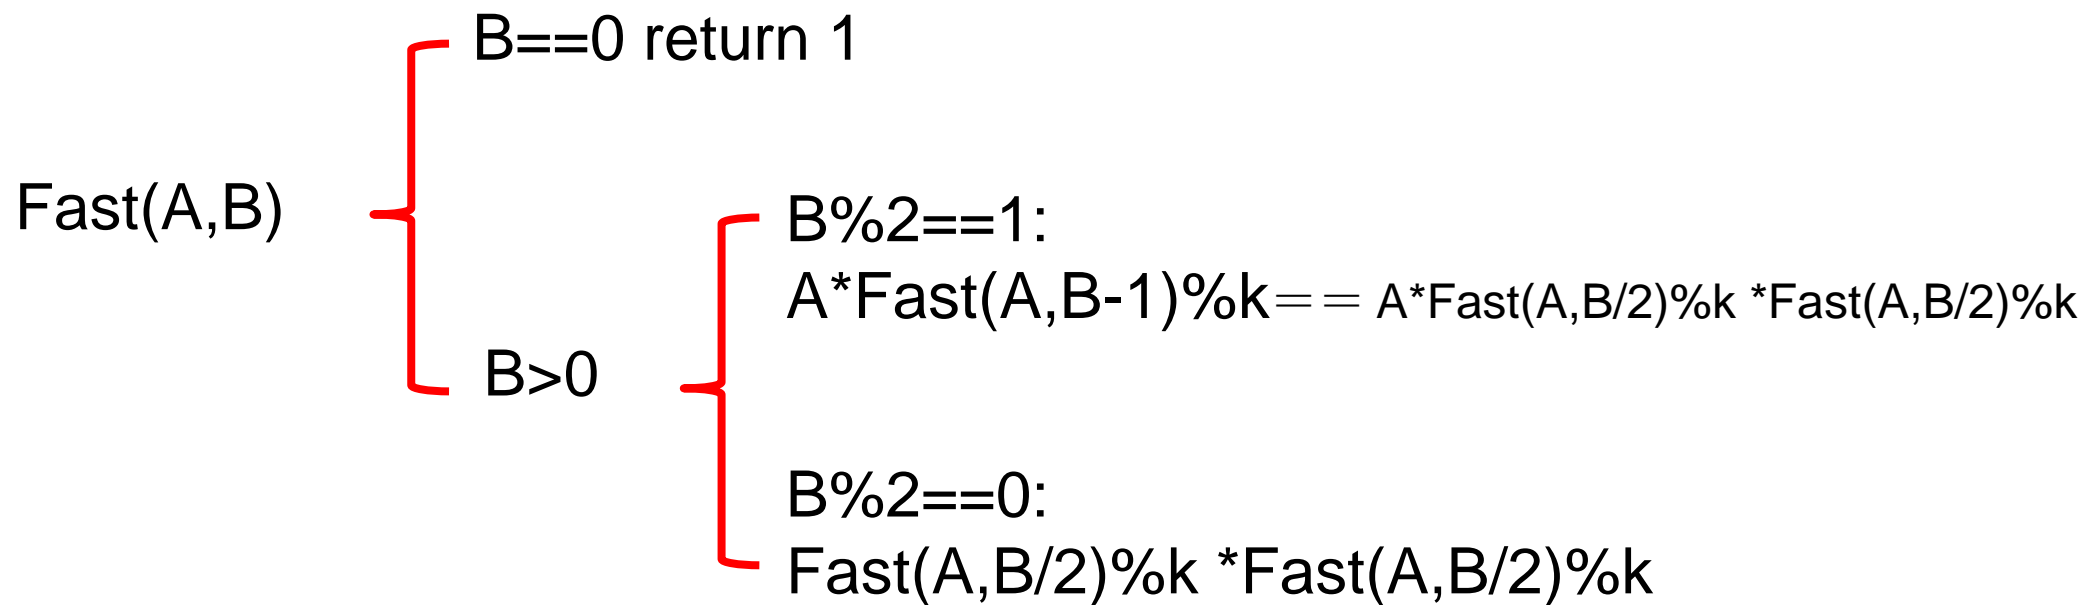 B==0 return 1
Fast(A,B)
B%2==1:
A*Fast(A,B-1)%k== A*Fast(A,B/2)%k *Fast(A,B/2)%k
B>0
B%2==0:
Fast(A,B/2)%k *Fast(A,B/2)%k